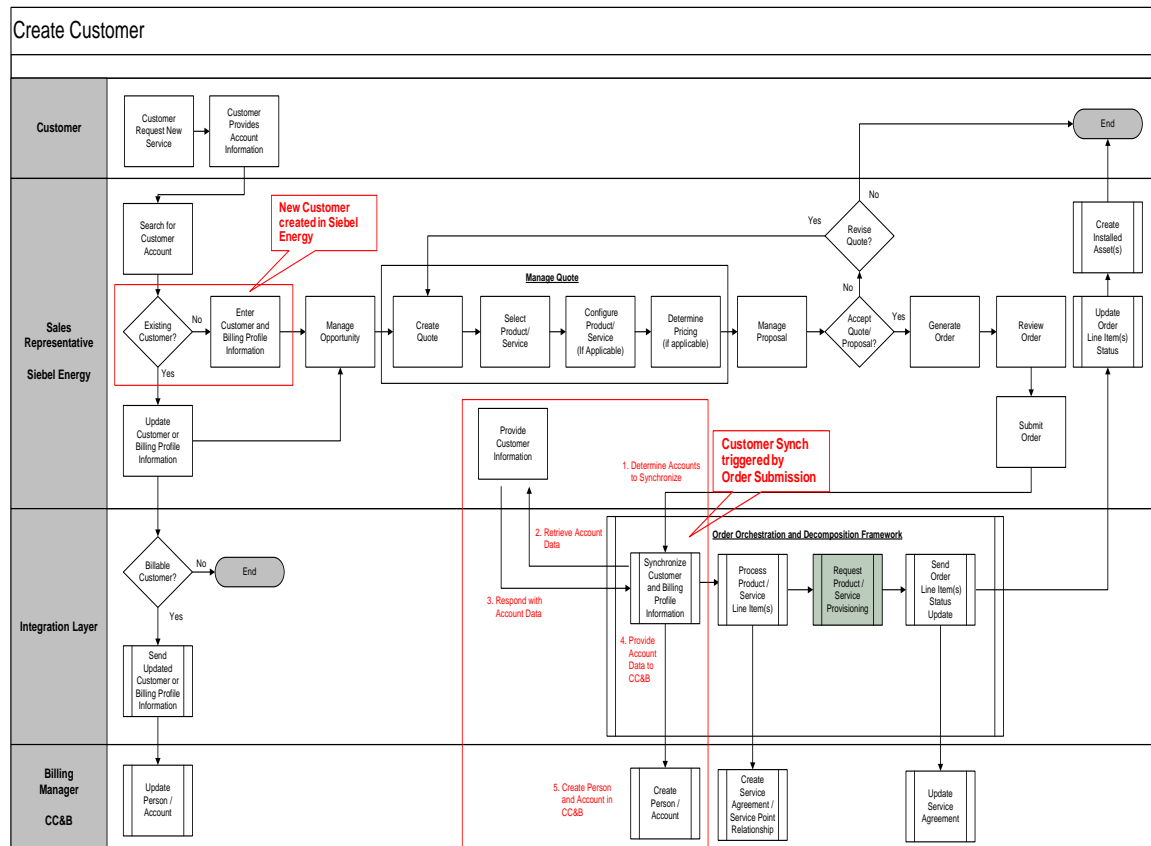 Create Customer
Customer
Customer
Request New
Service
Customer
Provides
Account
Information
End
Sales
Representative
Siebel Energy
Search for
Customer
Account
New Customer
created in Siebel
Energy
Existing
Customer?
No
Yes
Enter
Customer and
Billing Profile
Information
Manage
Opportunity
Manage Quote
Create
Quote
Select
Product/
Service
Configure
Product/
Service
(If Applicable)
Determine
Pricing
(if applicable)
Manage
Proposal
Yes
Revise
Quote?
No
No
Accept
Quote/
Proposal?
Yes
Generate
Order
Review
Order
Create
Installed
Asset(s)
Update
Order
Line Item(s)
Status
Update
Customer or
Billing Profile
Information
Provide
Customer
Information
1. Determine Accounts
to Synchronize
Customer Synch
triggered by
Order Submission
Submit
Order
Integration Layer
Billable
Customer?
No
End
Yes
Send
Updated
Customer or
Billing Profile
Information
2. Retrieve Account
Data
3. Respond with
Account Data
Order Orchestration and Decomposition Framework
Synchronize
Customer
and Billing
Profile
Information
Process
Product /
Service
Line Item(s)
Request
Product /
Service
Provisioning
Send
Order
Line Item(s)
Status
Update
4. Provide
Account
Data to
CC&B
Billing
Manager
CC&B
Update
Person /
Account
5. Create Person
and Account in
CC&B
Create
Person /
Account
Create
Service
Agreement /
Service Point
Relationship
Update
Service
Agreement